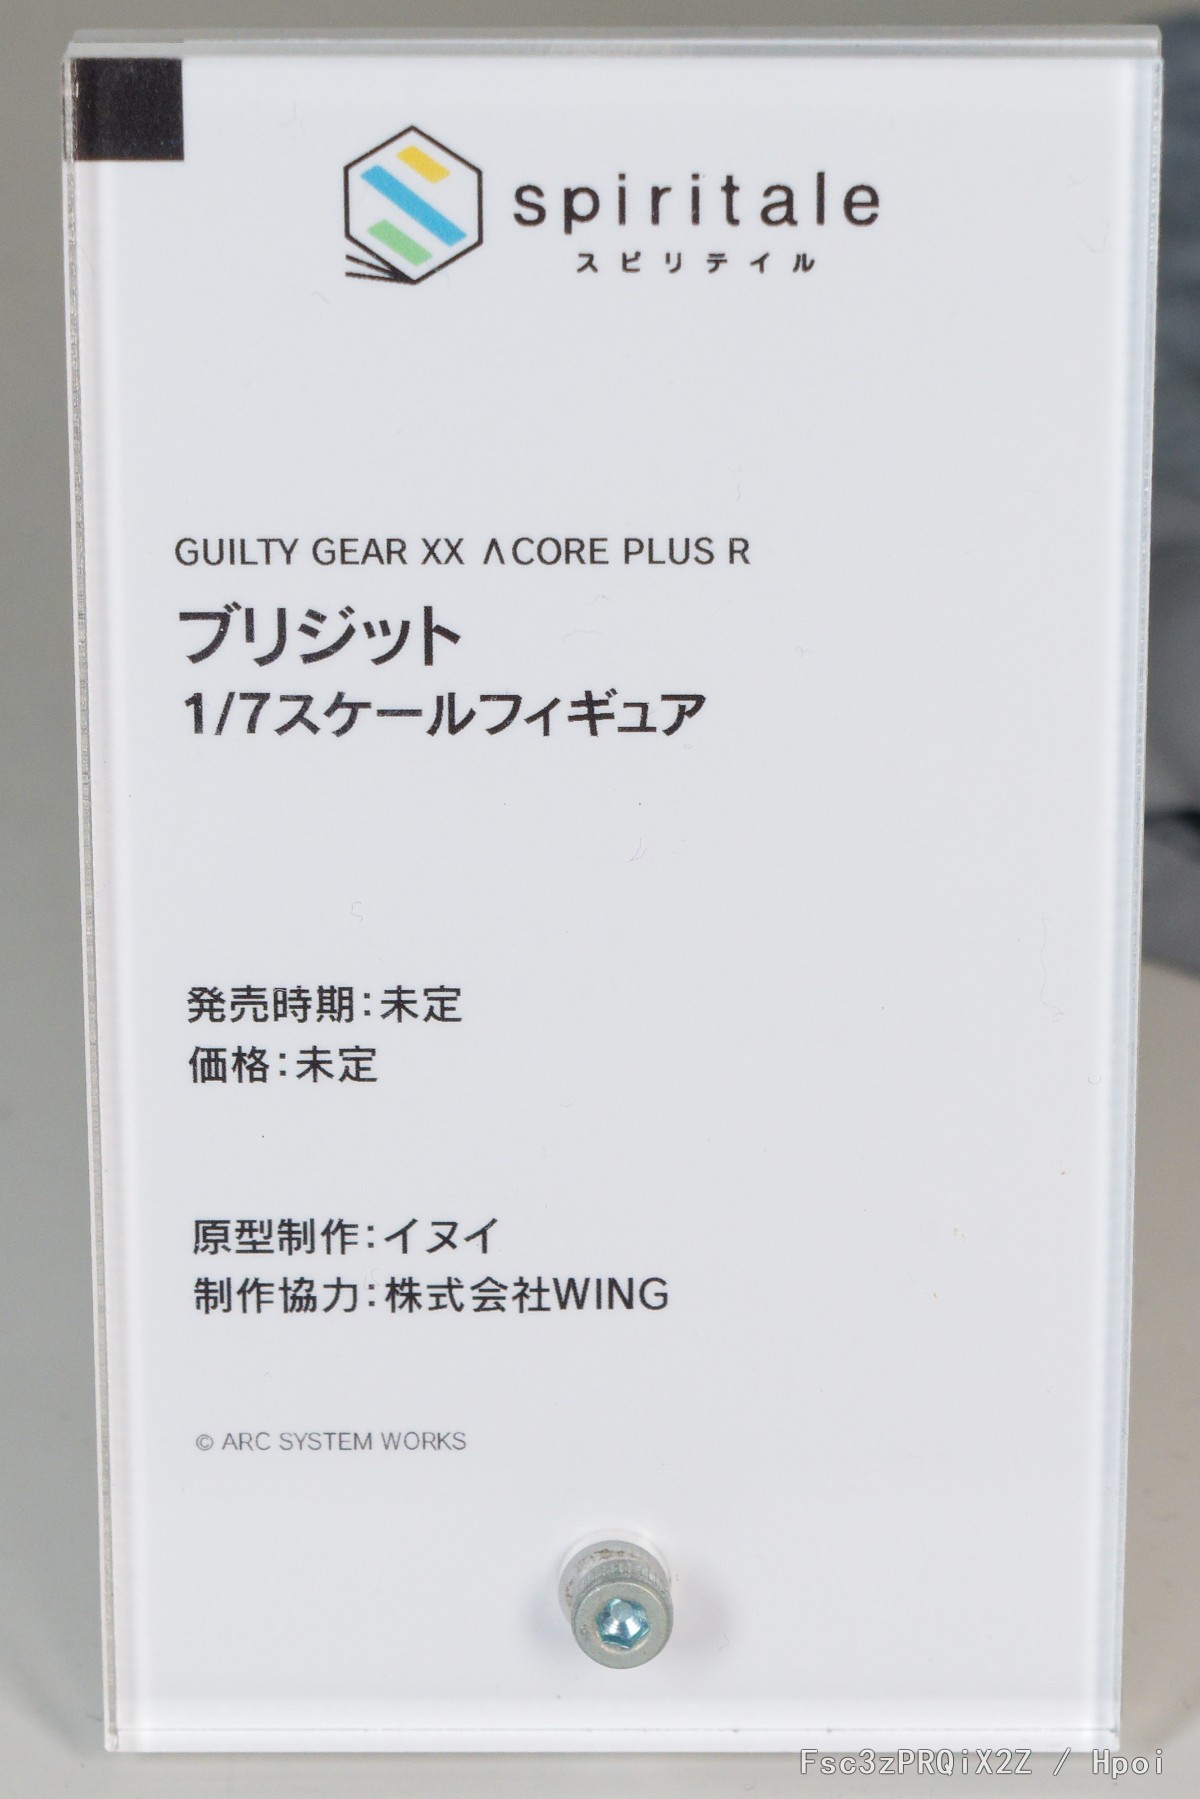 spiritale
スピリテイル
GUILTY GEAR XX ΛCORE PLUS R
ブリジット
1/7スケールフィギュア
発売時期：未定
価格：未定
原型制作：イヌイ
制作協力：株式会社WING
© ARC SYSTEM WORKS
Fsc3zPRQiX2Z / Hpoi